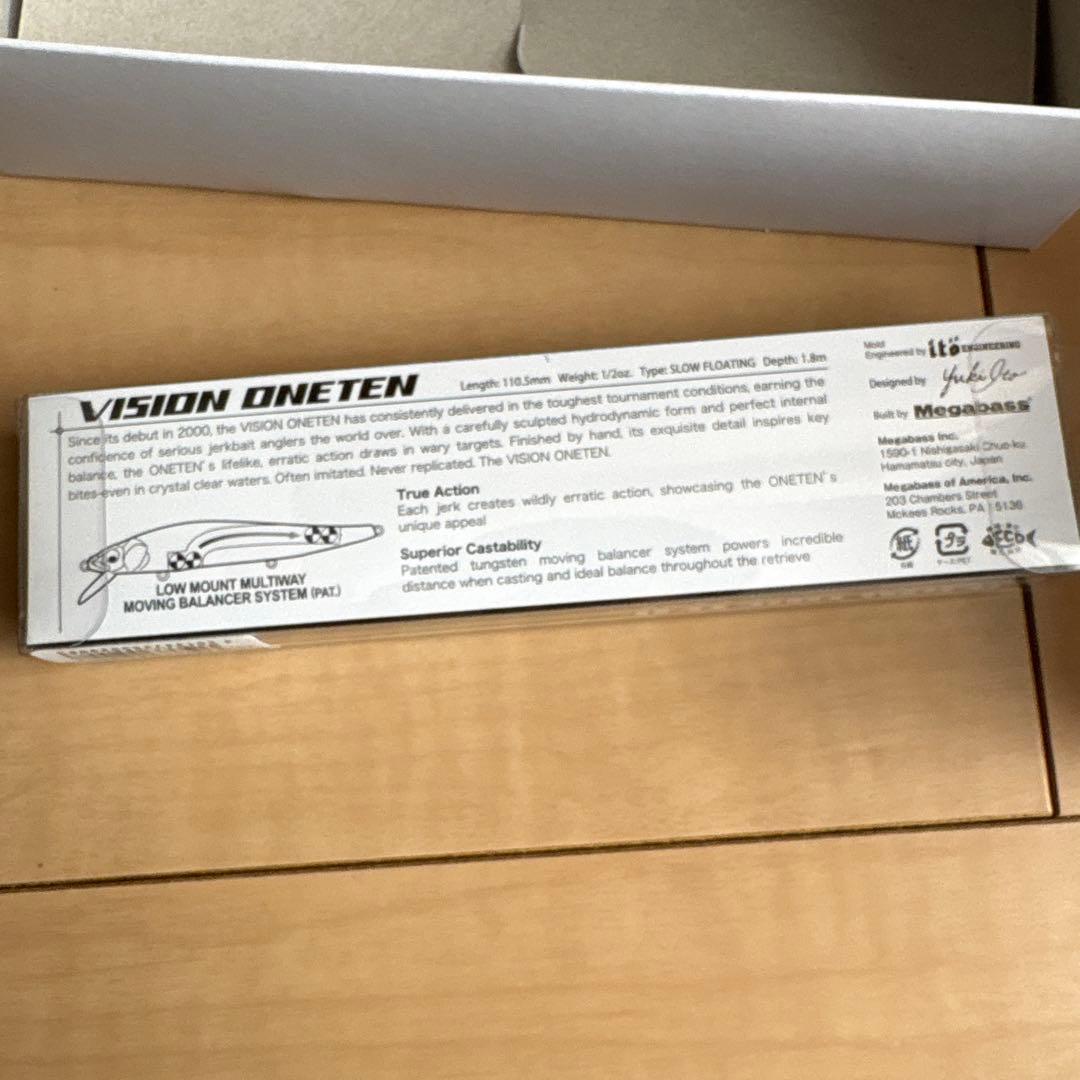 VISION ONETEN
Length: 110.5mm Weight: 1/2oz. Type: SLOW FLOATING Depth: 1.8m
Since its debut in 2000, the VISION ONETEN has consistently delivered in the toughest tournament conditions, earning the
confidence of serious jerkbait anglers the world over. With a carefully sculpted hydrodynamic form and perfect internal
balance, the ONETEN's lifelike, erratic action draws in wary targets. Finished by hand, its exquisite detail inspires key
bites-even in crystal clear waters. Often imitated. Never replicated. The VISION ONETEN.
LOW MOUNT MULTIWAY
MOVING BALANCER SYSTEM (PAT.)
True Action
Each jerk creates wildly erratic action, showcasing the ONETEN's
unique appeal
Superior Castability
Patented tungsten moving balancer system powers incredible
distance when casting and ideal balance throughout the retrieve
Mold
Engineered by itö ENGINEERING
Designed by Yuki Ito
Built by Megabass
Megabass Inc.
1590-1 Nishigasaki Chuo-ku
Hamamatsu city, Japan
Megabass of America, Inc.
203 Chambers Street
Mckees Rocks, PA 15136